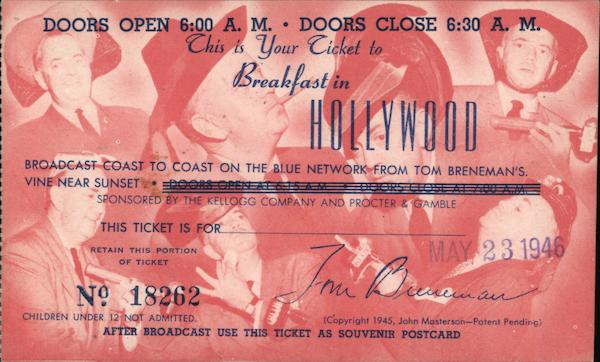 DOORS OPEN 6:00 A. M. • DOORS CLOSE 6:30 A. M.
This is Your Ticket to
Breakfast in
HOLLYWOOD
BROADCAST COAST TO COAST ON THE BLUE NETWORK FROM TOM BRENEMAN'S.
VINE NEAR SUNSET • DOORS OPEN AT 6:15 A.M. • DOORS CLOSE AT 7:00 A.M.
SPONSORED BY THE KELLOGG COMPANY AND PROCTER & GAMBLE
THIS TICKET IS FOR
MAY 23 1946
RETAIN THIS PORTION
OF TICKET
Tom Breneman
No 18262
CHILDREN UNDER 12 NOT ADMITTED.
(Copyright 1945, John Masterson—Patent Pending)
AFTER BROADCAST USE THIS TICKET AS SOUVENIR POSTCARD